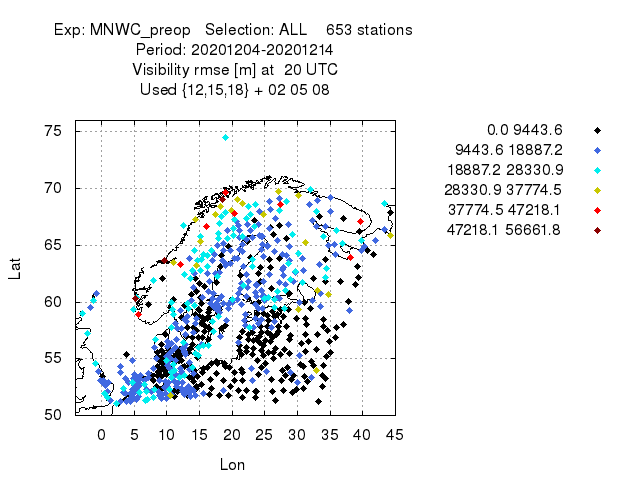 Exp: MNWC_preop   Selection: ALL    653 stations
Period: 20201204-20201214
Visibility rmse [m] at  20 UTC
Used {12,15,18} + 02 05 08
0.0 9443.6
9443.6 18887.2
18887.2 28330.9
28330.9 37774.5
37774.5 47218.1
47218.1 56661.8
75
70
65
60
55
50
Lat
0 5 10 15 20 25 30 35 40 45
Lon